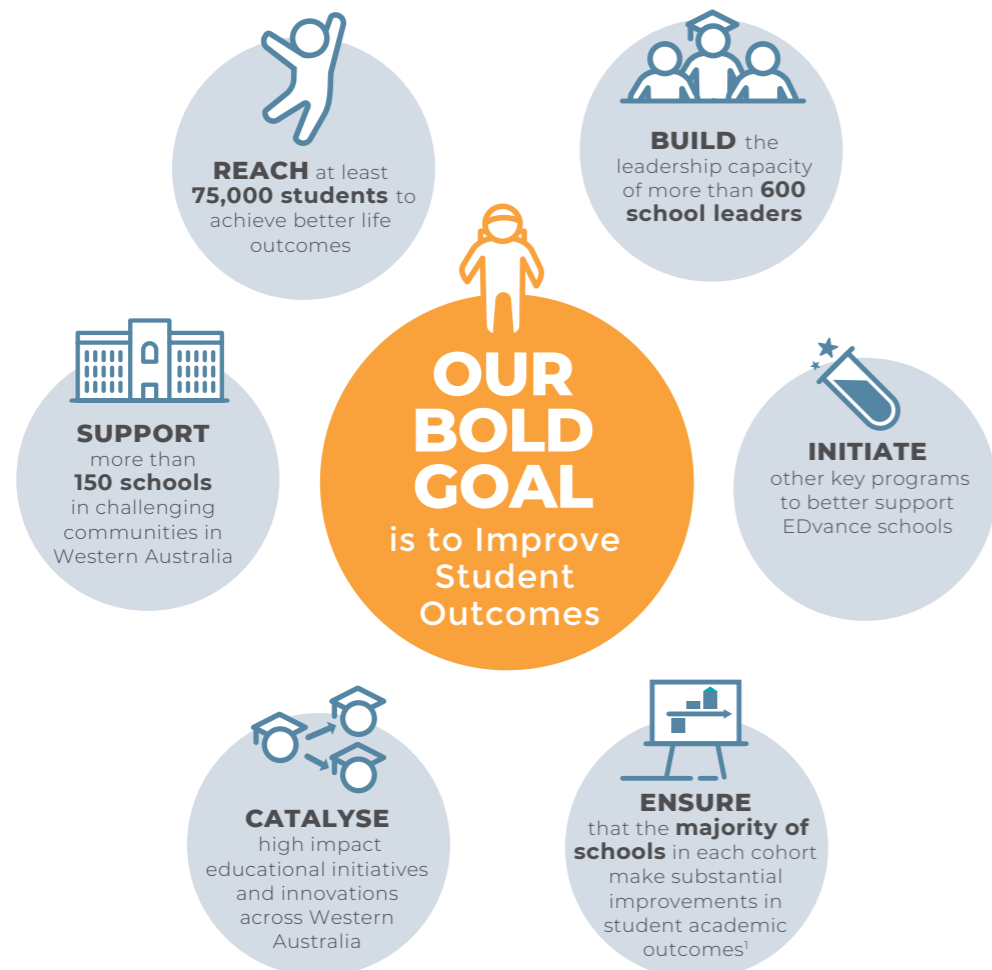 REACH at least
75,000 students to
achieve better life
outcomes
BUILD the
leadership capacity
of more than 600
school leaders
OUR
BOLD
GOAL
is to Improve
Student
Outcomes
SUPPORT
more than
150 schools
in challenging
communities in
Western Australia
INITIATE
other key programs
to better support
EDvance schools
CATALYSE
high impact
educational initiatives
and innovations
across Western
Australia
ENSURE
that the majority of
schools in each cohort
make substantial
improvements in
student academic
outcomes¹